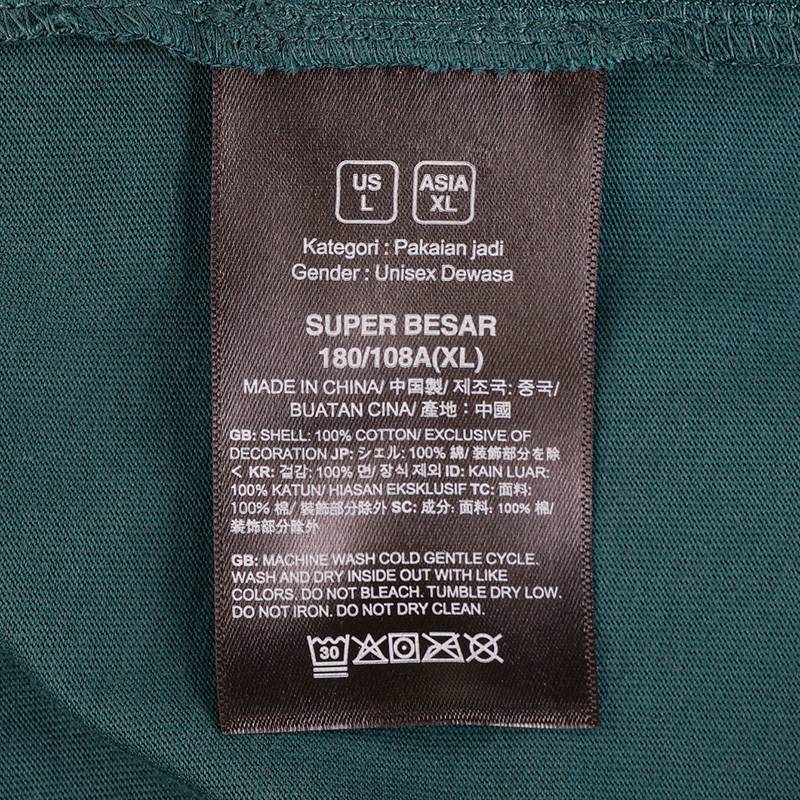 US
L
ASIA
XL
Kategori : Pakaian jadi
Gender : Unisex Dewasa
SUPER BESAR
180/108A(XL)
MADE IN CHINA/ 中国製/ 제조국: 중국/
BUATAN CINA/ 產地 : 中國
GB: SHELL: 100% COTTON/ EXCLUSIVE OF
DECORATION JP: シェル: 100% 綿/ 装飾部分を除
く KR: 겉감: 100% 면/ 장식 제외 ID: KAIN LUAR:
100% KATUN/ HIASAN EKSKLUSIF TC: 面料:
100% 棉/ 裝飾部分除外 SC: 成分: 面料: 100% 棉/
装饰部分除外
GB: MACHINE WASH COLD GENTLE CYCLE.
WASH AND DRY INSIDE OUT WITH LIKE
COLORS. DO NOT BLEACH. TUMBLE DRY LOW.
DO NOT IRON. DO NOT DRY CLEAN.
30